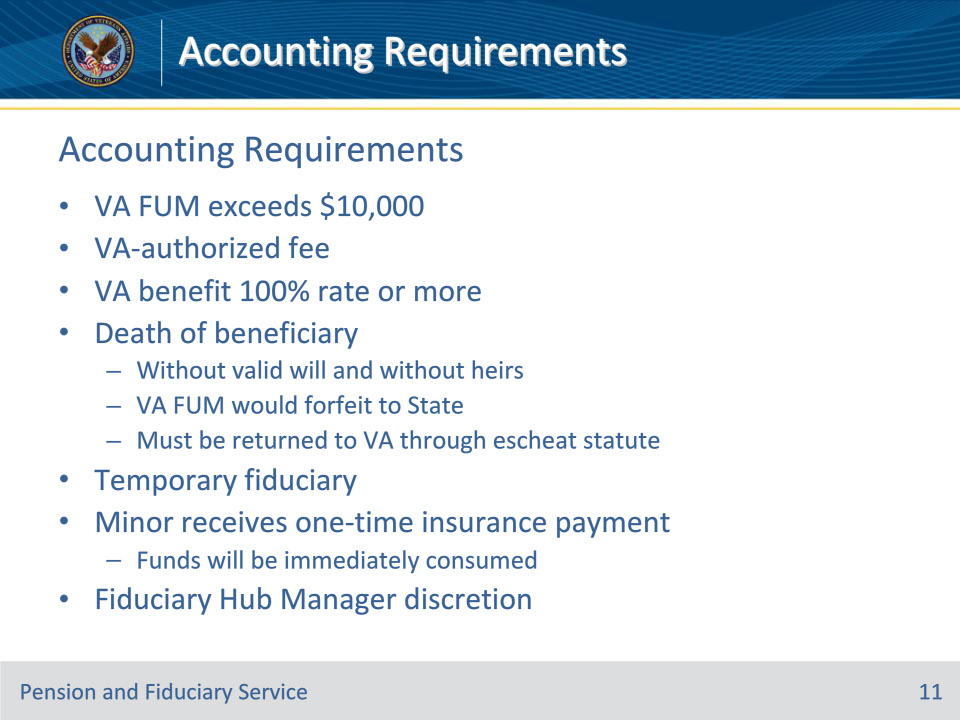 Accounting Requirements
Accounting Requirements
• VA FUM exceeds $10,000
• VA-authorized fee
• VA benefit 100% rate or more
• Death of beneficiary
– Without valid will and without heirs
– VA FUM would forfeit to State
– Must be returned to VA through escheat statute
• Temporary fiduciary
• Minor receives one-time insurance payment
– Funds will be immediately consumed
• Fiduciary Hub Manager discretion
Pension and Fiduciary Service
11